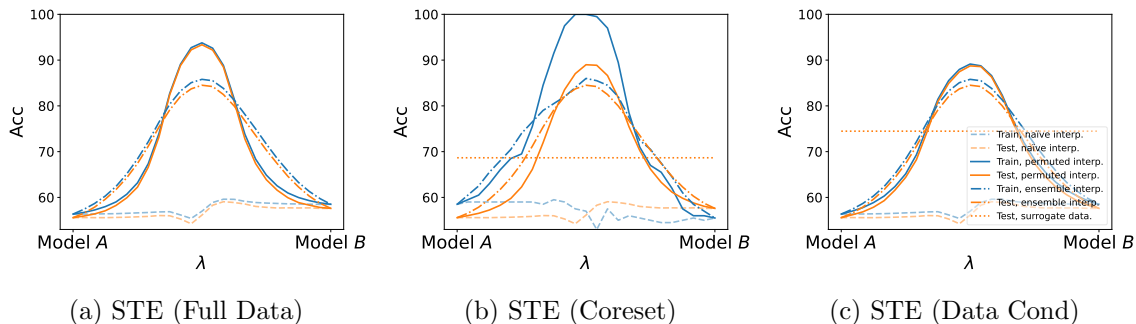 100
90
80
70
60
Acc
Model A
Model B
λ
(a) STE (Full Data)
100
90
80
70
60
Acc
Model A
Model B
λ
(b) STE (Coreset)
100
90
80
70
60
Acc
Train, naive interp.
Test, naive interp.
Train, permuted interp.
Test, permuted interp.
Train, ensemble interp.
Test, ensemble interp.
Test, surrogate data.
Model A
Model B
λ
(c) STE (Data Cond)